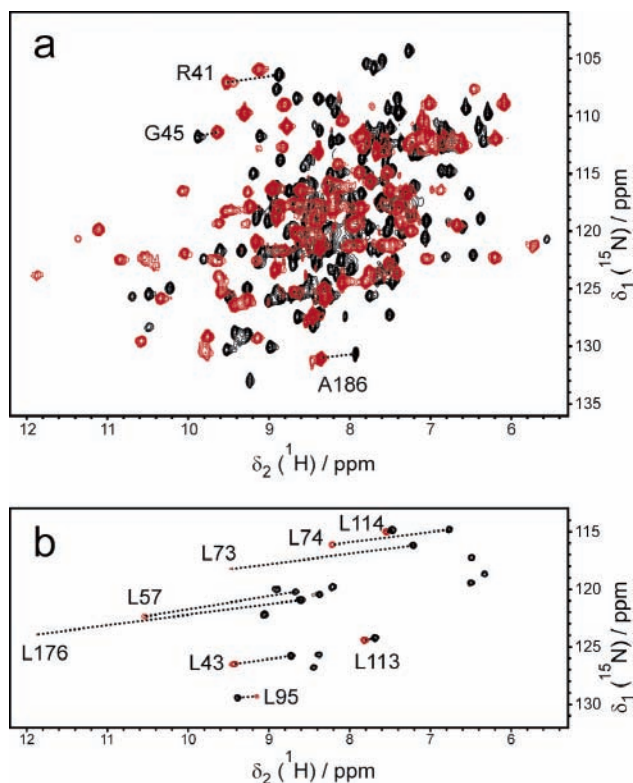 a
R41
G45
A186
105
110
115
120
125
130
135
δ₁ (¹⁵N) / ppm
12 11 10 9 8 7 6
δ₂ (¹H) / ppm
b
L114
L74
L73
L57
L176
L43
L113
L95
115
120
125
130
δ₁ (¹⁵N) / ppm
12 11 10 9 8 7 6
δ₂ (¹H) / ppm